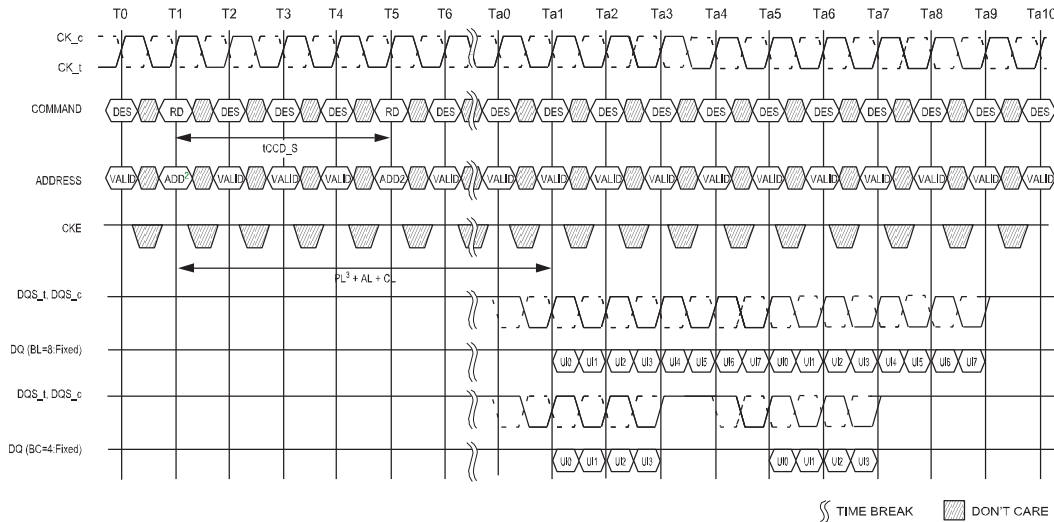 T0 T1 T2 T3 T4 T5 T6 Ta0 Ta1 Ta2 Ta3 Ta4 Ta5 Ta6 Ta7 Ta8 Ta9 Ta10
CK_c
CK_t
COMMAND DES RD DES DES DES RD DES DES DES DES DES DES DES DES DES DES DES DES
tCCD_S
ADDRESS VALID ADD2 VALID VALID VALID ADD2 VALID VALID VALID VALID VALID VALID VALID VALID VALID VALID VALID VALID
CKE
PL3 + AL + CL
DQS_t, DQS_c
DQ (BL=8:Fixed) UI0 UI1 UI2 UI3 UI4 UI5 UI6 UI7 UI0 UI1 UI2 UI3 UI4 UI5 UI6 UI7
DQS_t, DQS_c
DQ (BC=4:Fixed) UI0 UI1 UI2 UI3 UI0 UI1 UI2 UI3
TIME BREAK DON'T CARE